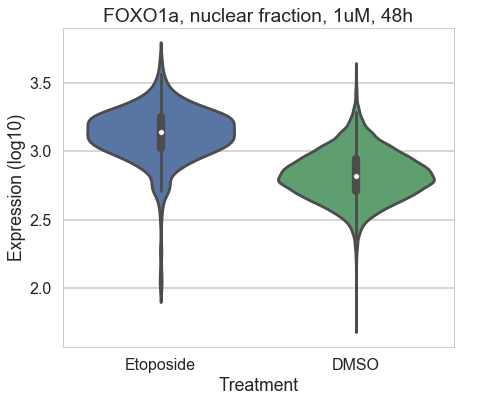 FOXO1a, nuclear fraction, 1uM, 48h
Expression (log10)
3.5
3.0
2.5
2.0
Etoposide DMSO
Treatment